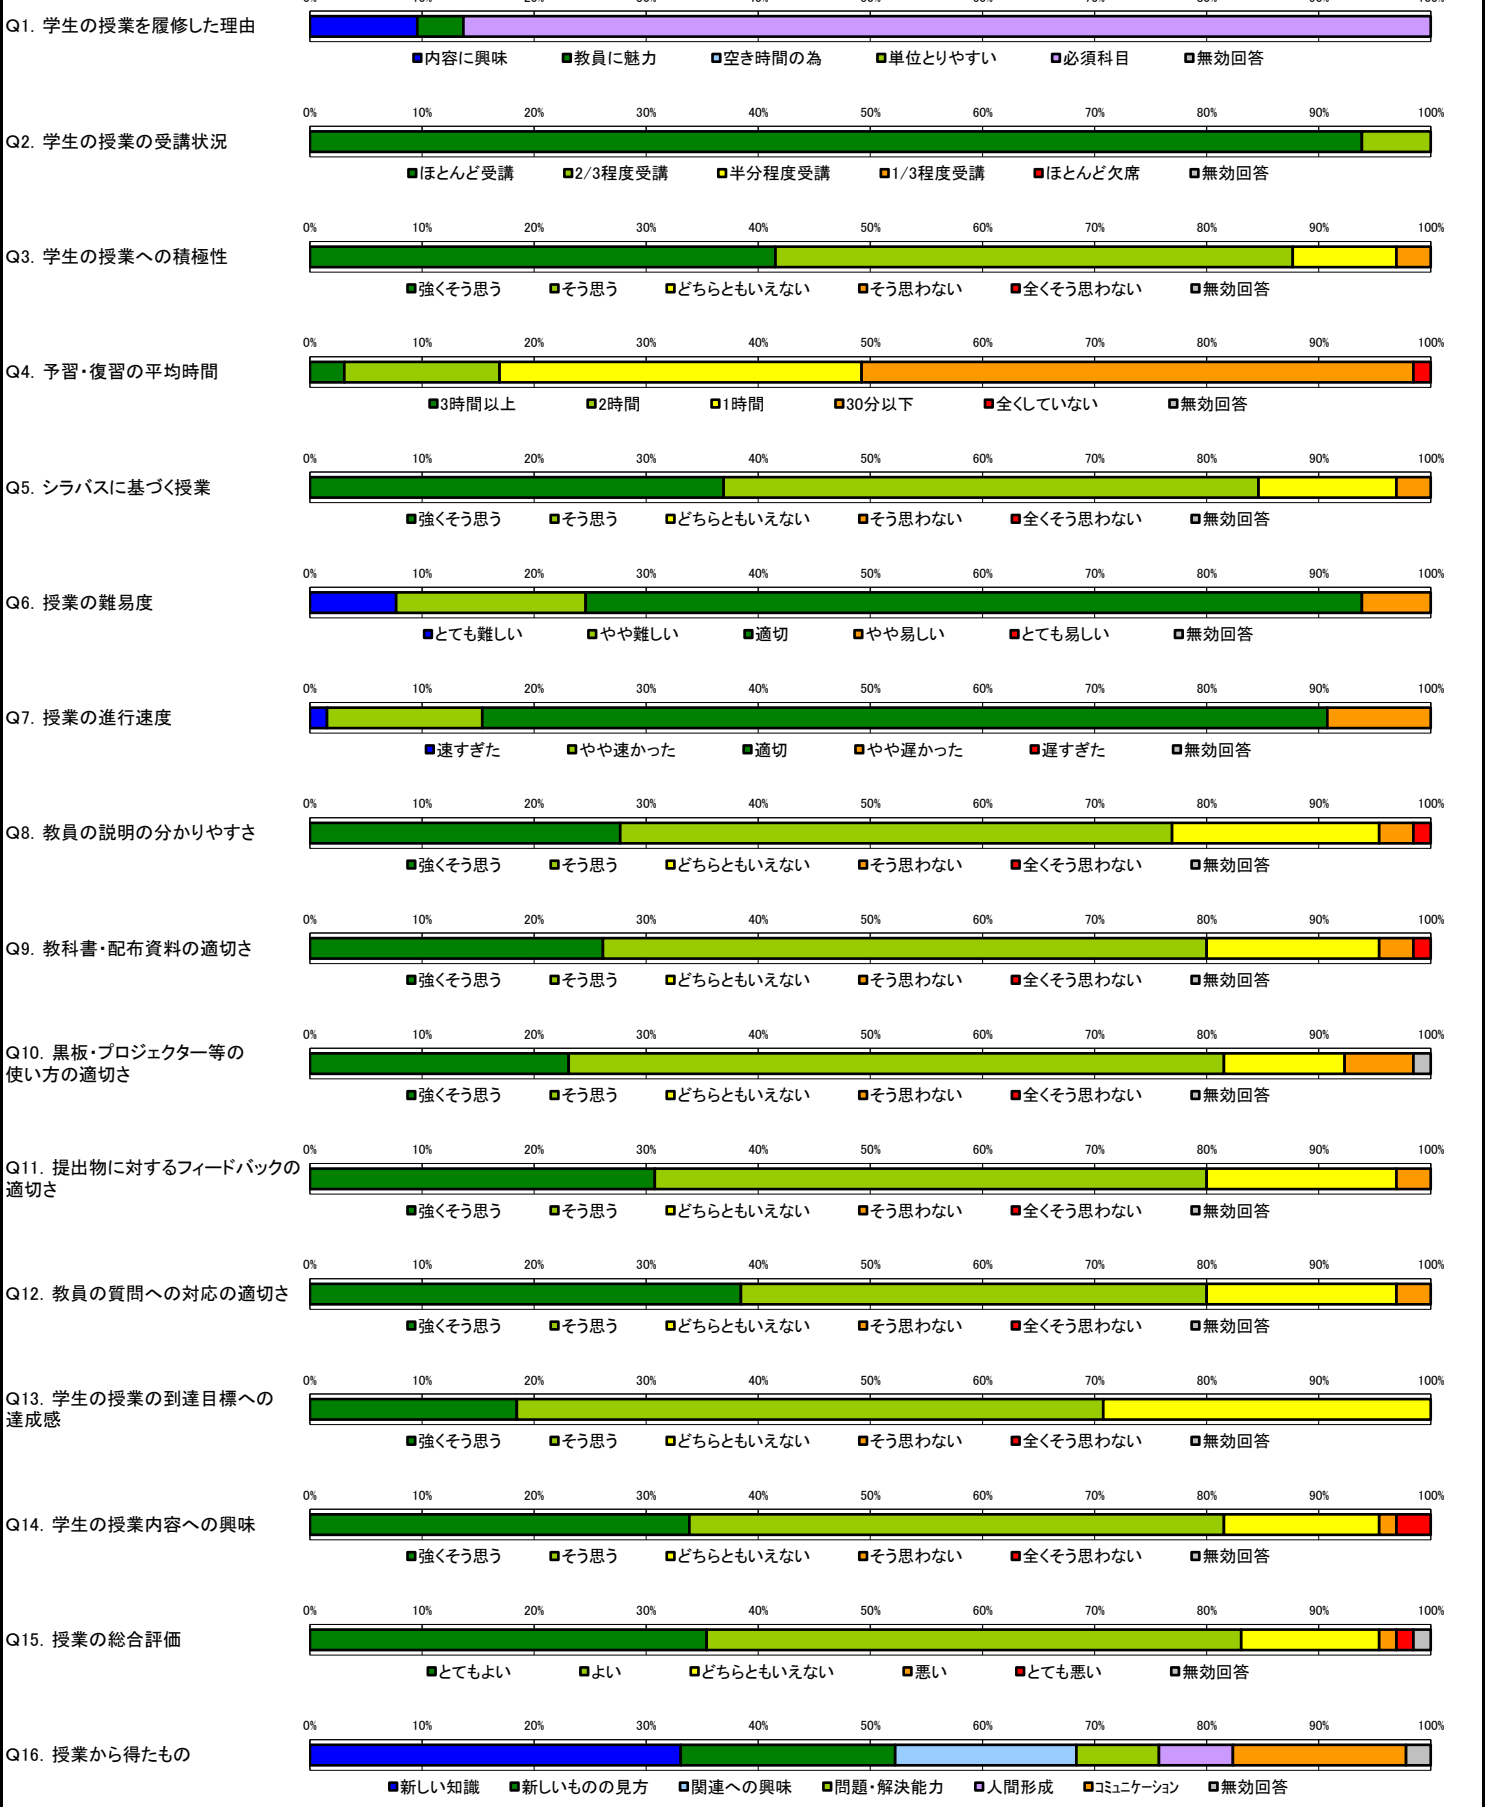 Q1. 学生の授業を履修した理由
■内容に興味 ■教員に魅力 ■空き時間の為 ■単位とりやすい ■必須科目 ■無効回答
0% 10% 20% 30% 40% 50% 60% 70% 80% 90% 100%
Q2. 学生の授業の受講状況
■ほとんど受講 ■2/3程度受講 ■半分程度受講 ■1/3程度受講 ■ほとんど欠席 ■無効回答
0% 10% 20% 30% 40% 50% 60% 70% 80% 90% 100%
Q3. 学生の授業への積極性
■強くそう思う ■そう思う ■どちらともいえない ■そう思わない ■全くそう思わない ■無効回答
0% 10% 20% 30% 40% 50% 60% 70% 80% 90% 100%
Q4. 予習・復習の平均時間
■3時間以上 ■2時間 ■1時間 ■30分以下 ■全くしていない ■無効回答
0% 10% 20% 30% 40% 50% 60% 70% 80% 90% 100%
Q5. シラバスに基づく授業
■強くそう思う ■そう思う ■どちらともいえない ■そう思わない ■全くそう思わない ■無効回答
0% 10% 20% 30% 40% 50% 60% 70% 80% 90% 100%
Q6. 授業の難易度
■とても難しい ■やや難しい ■適切 ■やや易しい ■とても易しい ■無効回答
0% 10% 20% 30% 40% 50% 60% 70% 80% 90% 100%
Q7. 授業の進行速度
■速すぎた ■やや速かった ■適切 ■やや遅かった ■遅すぎた ■無効回答
0% 10% 20% 30% 40% 50% 60% 70% 80% 90% 100%
Q8. 教員の説明の分かりやすさ
■強くそう思う ■そう思う ■どちらともいえない ■そう思わない ■全くそう思わない ■無効回答
0% 10% 20% 30% 40% 50% 60% 70% 80% 90% 100%
Q9. 教科書・配布資料の適切さ
■強くそう思う ■そう思う ■どちらともいえない ■そう思わない ■全くそう思わない ■無効回答
0% 10% 20% 30% 40% 50% 60% 70% 80% 90% 100%
Q10. 黒板・プロジェクター等の
使い方の適切さ
■強くそう思う ■そう思う ■どちらともいえない ■そう思わない ■全くそう思わない ■無効回答
0% 10% 20% 30% 40% 50% 60% 70% 80% 90% 100%
Q11. 提出物に対するフィードバックの
適切さ
■強くそう思う ■そう思う ■どちらともいえない ■そう思わない ■全くそう思わない ■無効回答
0% 10% 20% 30% 40% 50% 60% 70% 80% 90% 100%
Q12. 教員の質問への対応の適切さ
■強くそう思う ■そう思う ■どちらともいえない ■そう思わない ■全くそう思わない ■無効回答
0% 10% 20% 30% 40% 50% 60% 70% 80% 90% 100%
Q13. 学生の授業の到達目標への
達成感
■強くそう思う ■そう思う ■どちらともいえない ■そう思わない ■全くそう思わない ■無効回答
0% 10% 20% 30% 40% 50% 60% 70% 80% 90% 100%
Q14. 学生の授業内容への興味
■強くそう思う ■そう思う ■どちらともいえない ■そう思わない ■全くそう思わない ■無効回答
0% 10% 20% 30% 40% 50% 60% 70% 80% 90% 100%
Q15. 授業の総合評価
■とてもよい ■よい ■どちらともいえない ■悪い ■とても悪い ■無効回答
0% 10% 20% 30% 40% 50% 60% 70% 80% 90% 100%
Q16. 授業から得たもの
■新しい知識 ■新しいものの見方 ■関連への興味 ■問題・解決能力 ■人間形成 ■コミュニケーション ■無効回答